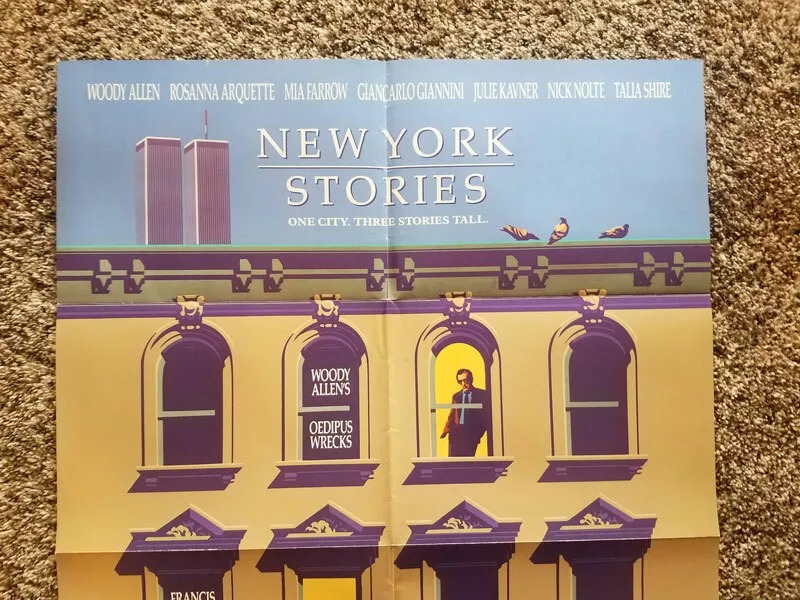 WOODY ALLEN ROSANNA ARQUETTE MIA FARROW GIANCARLO GIANNINI JULIE KAVNER NICK NOLTE TALIA SHIRE
NEW YORK
STORIES
ONE CITY. THREE STORIES TALL.
WOODY
ALLEN'S
OEDIPUS
WRECKS
FRANCIS